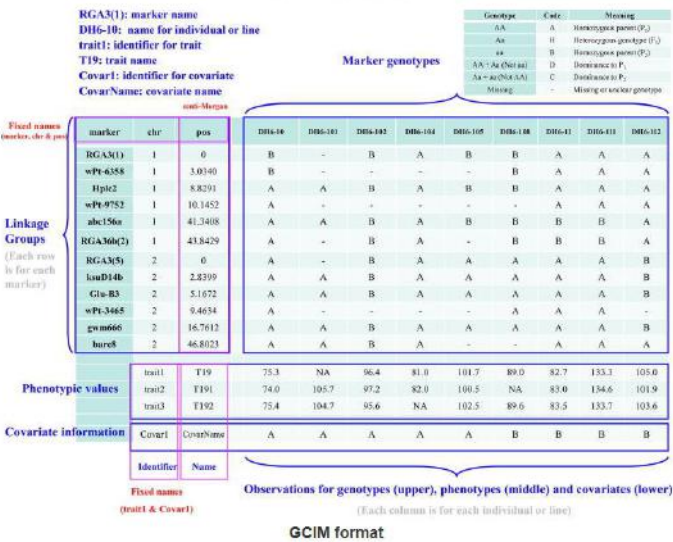 RGA3(1): marker name
DH6-10: name for individual or line
trait1: identifier for trait
T19: trait name
Covar1: identifier for covariate
CovarName: covariate name
Marker genotypes
Genotype Code Meaning
AA A Homozygous parent (P1)
Aa H Heterozygous genotype (F1)
aa B Homozygous parent (P2)
AA + Aa (Not aa) D Dominance to P1
Aa + aa (Not AA) C Dominance to P2
Missing - Missing or unclear genotype
centi-Morgan
Fixed names
(marker, chr & pos)
marker chr pos DH6-10 DH6-101 DH6-102 DH6-104 DH6-105 DH6-108 DH6-11 DH6-111 DH6-112
RGA3(1) 1 0 B - B A B B A A A
wPt-6358 1 3.0340 B - - - - B A A A
Hplc2 1 8.8291 A A B A B B A A A
wPt-9752 1 10.1452 A - - - - - A A A
abc156a 1 41.3408 A A B A B B B B A
RGA36b(2) 1 43.8429 A - B A - B B B A
RGA3(5) 2 0 A - B A A A A A B
ksuD14b 2 2.8399 A A B A A A A A B
Glu-B3 2 5.1672 A A B A A A A A B
wPt-3465 2 9.4634 A - - - - A A A -
gwm666 2 16.7612 A A B A A A A A B
barc8 2 46.8023 A A B A - - A A B
Linkage
Groups
(Each row
is for each
marker)
Phenotypic values
trait1 T19 75.3 NA 96.4 81.0 101.7 89.0 82.7 133.3 105.0
trait2 T191 74.0 105.7 97.2 82.0 100.5 NA 83.0 134.6 101.9
trait3 T192 75.4 104.7 95.6 NA 102.5 89.6 83.5 133.7 103.6
Covariate information Covar1 CovarName A A A A A B B B B
Identifier Name
Fixed names
(trait1 & Covar1)
Observations for genotypes (upper), phenotypes (middle) and covariates (lower)
(Each column is for each individual or line)
GCIM format